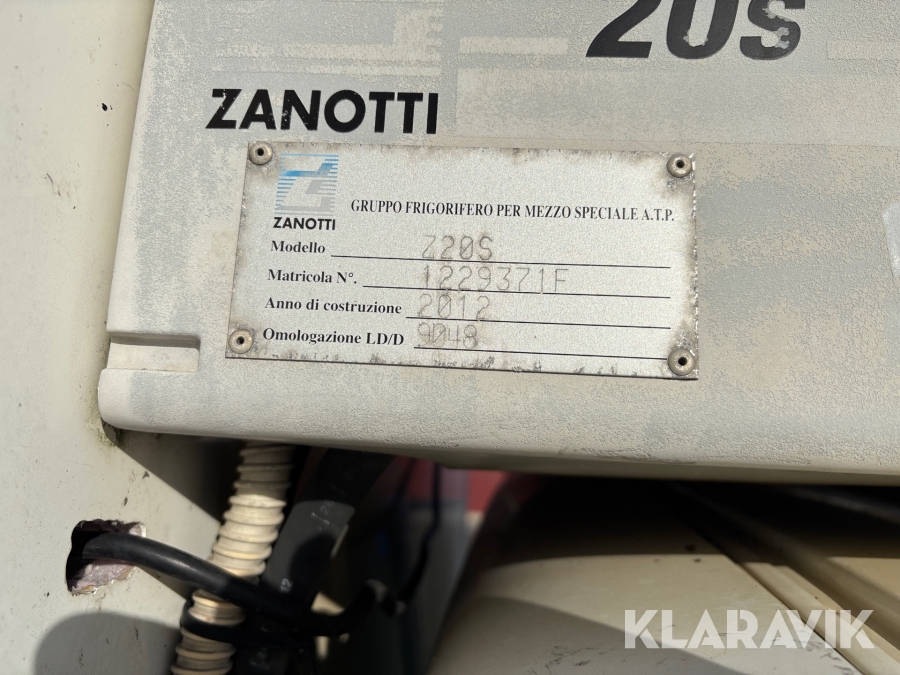 20S
ZANOTTI
ZANOTTI
GRUPPO FRIGORIFERO PER MEZZO SPECIALE A.T.P.
Modello Z20S
Matricola N°. 1229371F
Anno di costruzione 2012
Omologazione LD/D 9048
KLARAVIK